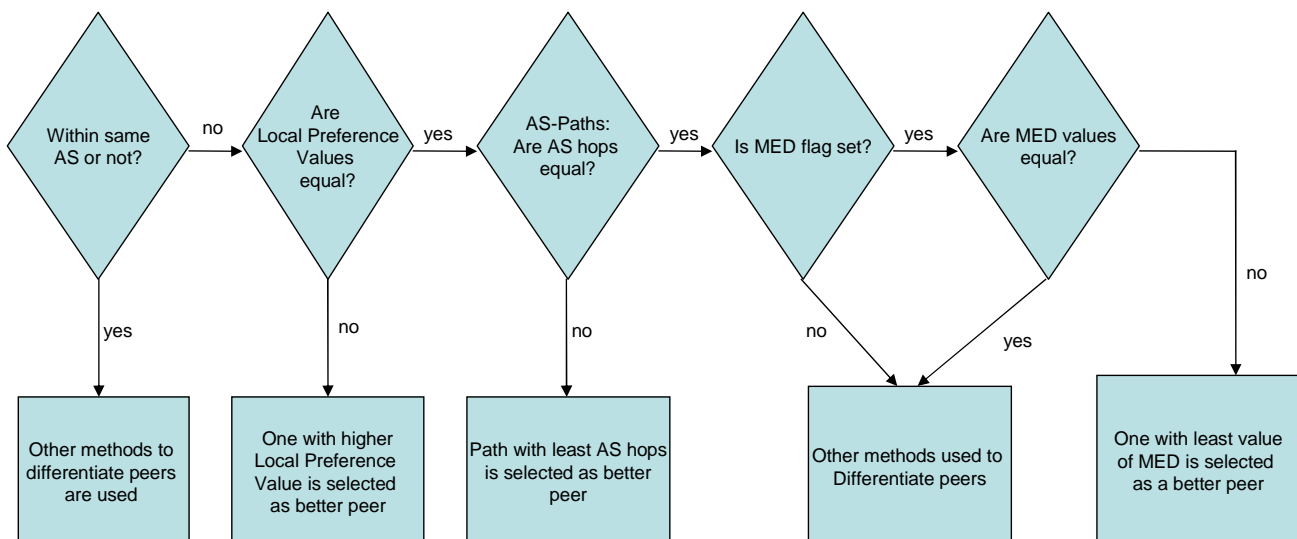 Within same
AS or not?
no
Are
Local Preference
Values
equal?
yes
AS-Paths:
Are AS hops
equal?
yes
Is MED flag set?
yes
Are MED values
equal?
no
yes
no
no
no
yes
Other methods to
differentiate peers
are used
One with higher
Local Preference
Value is selected
as better peer
Path with least AS hops
is selected as better
peer
Other methods used to
Differentiate peers
One with least value
of MED is selected
as a better peer